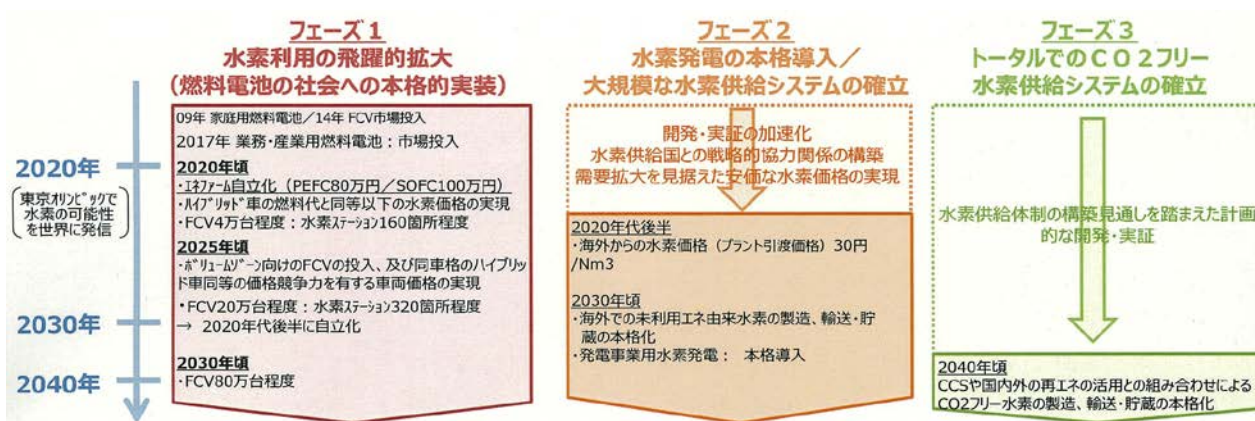 フェーズ1
水素利用の飛躍的拡大
(燃料電池の社会への本格的実装)
09年 家庭用燃料電池／14年 FCV市場投入
2017年 業務・産業用燃料電池：市場投入
2020年頃
・エネファーム自立化（PEFC80万円／SOFC100万円）
・ハイブリッド車の燃料代と同等以下の水素価格の実現
・FCV4万台程度：水素ステーション160箇所程度
2025年頃
・ボリュームゾーン向けのFCVの投入、及び同車格のハイブリッ
ド車同等の価格競争力を有する車両価格の実現
・FCV20万台程度：水素ステーション320箇所程度
→ 2020年代後半に自立化
2030年頃
・FCV80万台程度
2020年
東京オリンピックで
水素の可能性
を世界に発信
2030年
2040年
フェーズ2
水素発電の本格導入／
大規模な水素供給システムの確立
開発・実証の加速化
水素供給国との戦略的協力関係の構築
需要拡大を見据えた安価な水素価格の実現
2020年代後半
・海外からの水素価格（プラント引渡価格）30円
/Nm3
2030年頃
・海外での未利用エネ由来水素の製造、輸送・貯
蔵の本格化
・発電事業用水素発電： 本格導入
フェーズ3
トータルでのCO2フリー
水素供給システムの確立
水素供給体制の構築見通しを踏まえた計画
的な開発・実証
2040年頃
CCSや国内外の再エネの活用との組み合わせによる
CO2フリー水素の製造、輸送・貯蔵の本格化